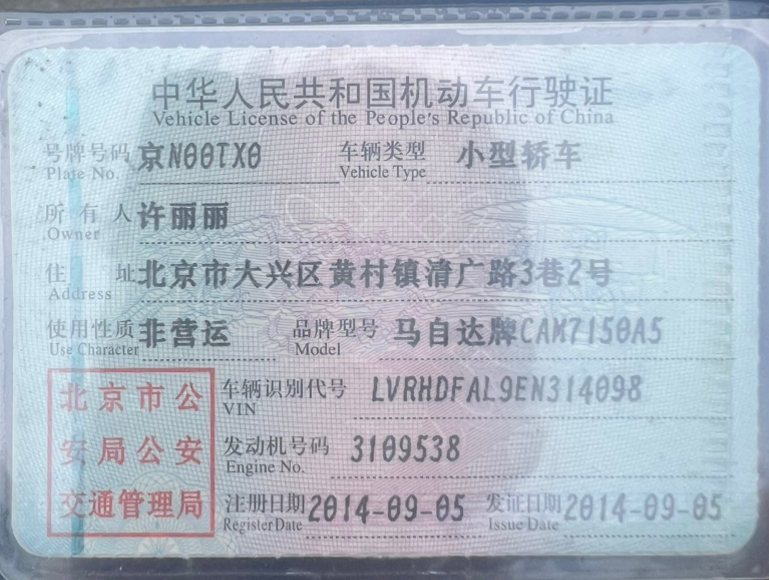 中华人民共和国机动车行驶证
Vehicle License of the People's Republic of China
号牌号码 京N00TX0 车辆类型 小型轿车
Plate No. Vehicle Type
所有人 许丽丽
Owner
住址 北京市大兴区黄村镇清广路3巷2号
Address
使用性质 非营运 品牌型号 马自达牌CAM7150A5
Use Character Model
北京市公安局公安交通管理局
车辆识别代号 LVRHDFAL9EN314098
VIN
发动机号码 3109538
Engine No.
注册日期 2014-09-05 发证日期 2014-09-05
Register Date Issue Date